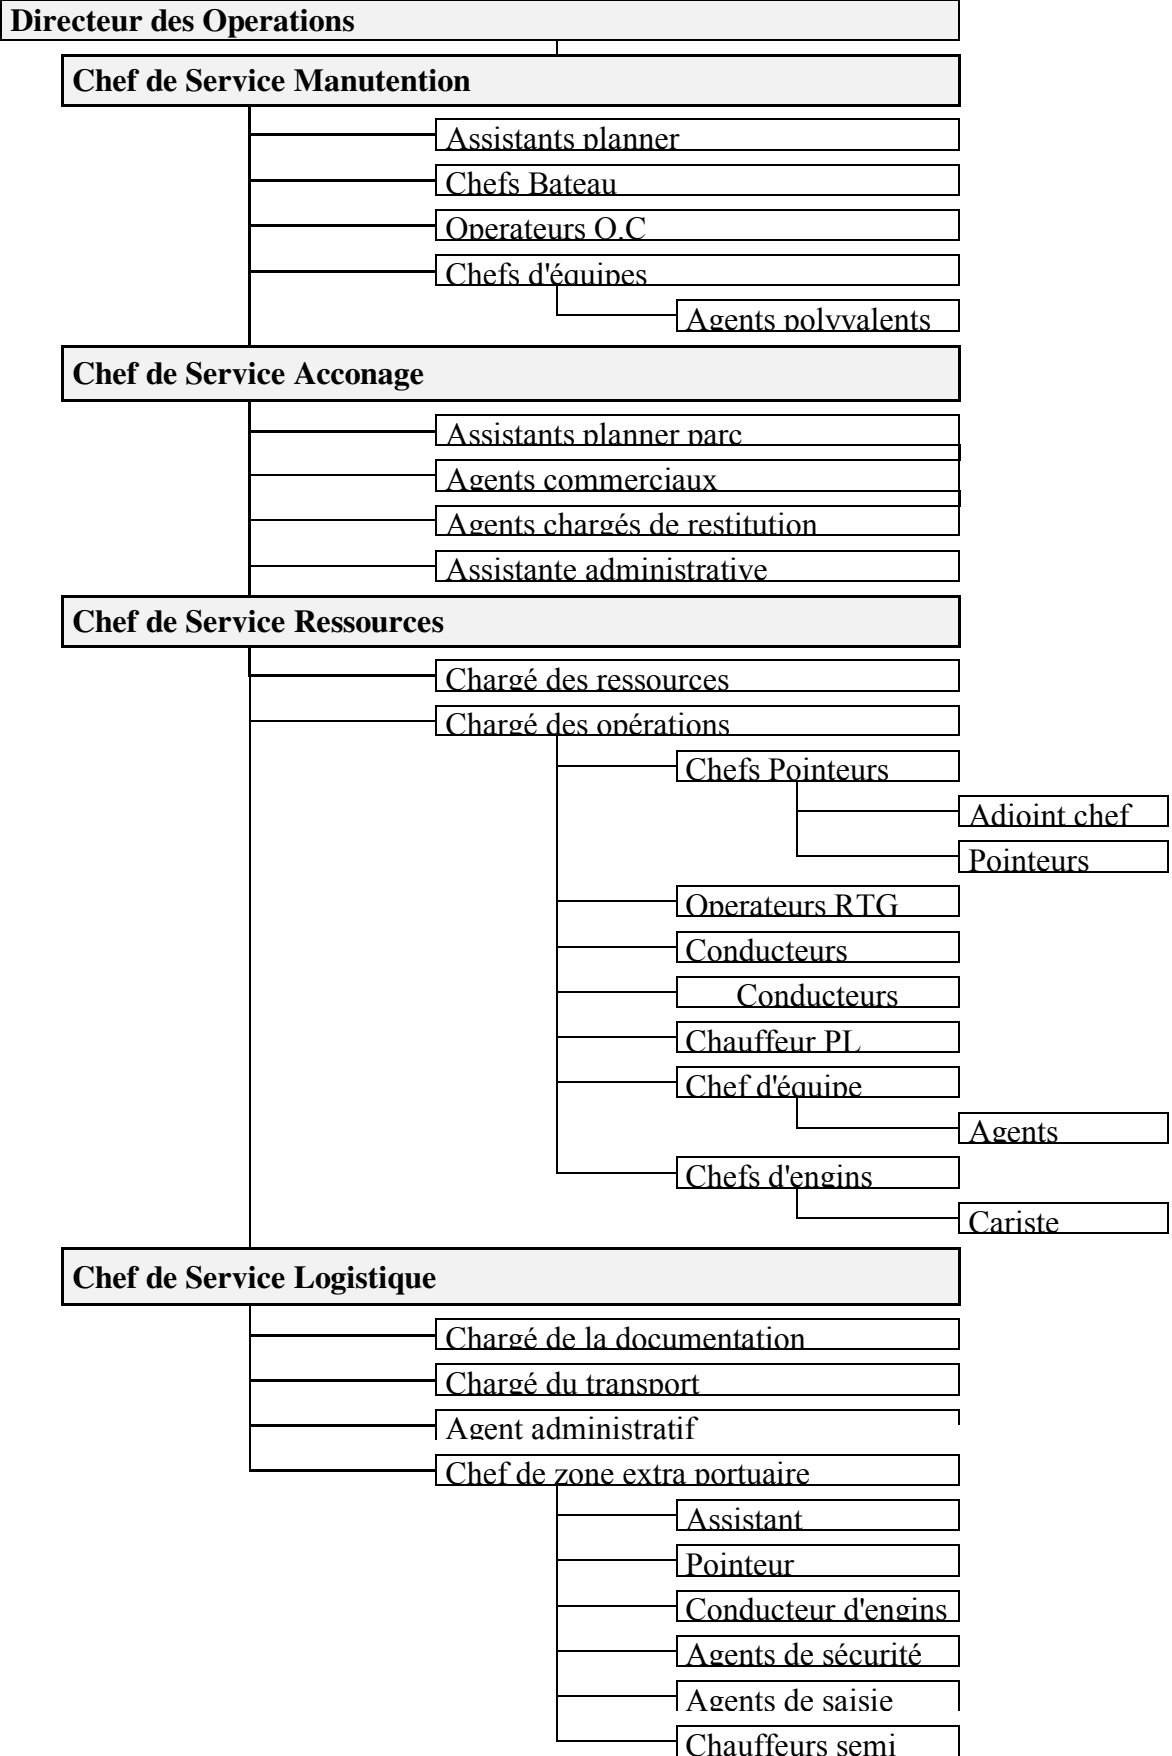 Directeur des Operations
Chef de Service Manutention
Assistants planner
Chefs Bateau
Operateurs O.C
Chefs d'équipes
Agents polyvalents
Chef de Service Acconage
Assistants planner parc
Agents commerciaux
Agents chargés de restitution
Assistante administrative
Chef de Service Ressources
Chargé des ressources
Chargé des opérations
Chefs Pointeurs
Adjoint chef
Pointeurs
Operateurs RTG
Conducteurs
Conducteurs
Chauffeur PL
Chef d'équipe
Agents
Chefs d'engins
Cariste
Chef de Service Logistique
Chargé de la documentation
Chargé du transport
Agent administratif
Chef de zone extra portuaire
Assistant
Pointeur
Conducteur d'engins
Agents de sécurité
Agents de saisie
Chauffeurs semi